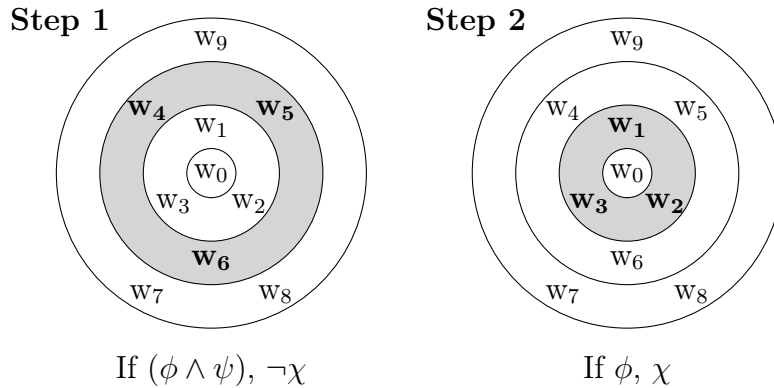 Step 1
w₉
w₄ w₅
w₁
w₀
w₃ w₂
w₆
w₇ w₈
If (ϕ ∧ ψ), ¬χ
Step 2
w₉
w₄ w₅
w₁
w₀
w₃ w₂
w₆
w₇ w₈
If ϕ, χ